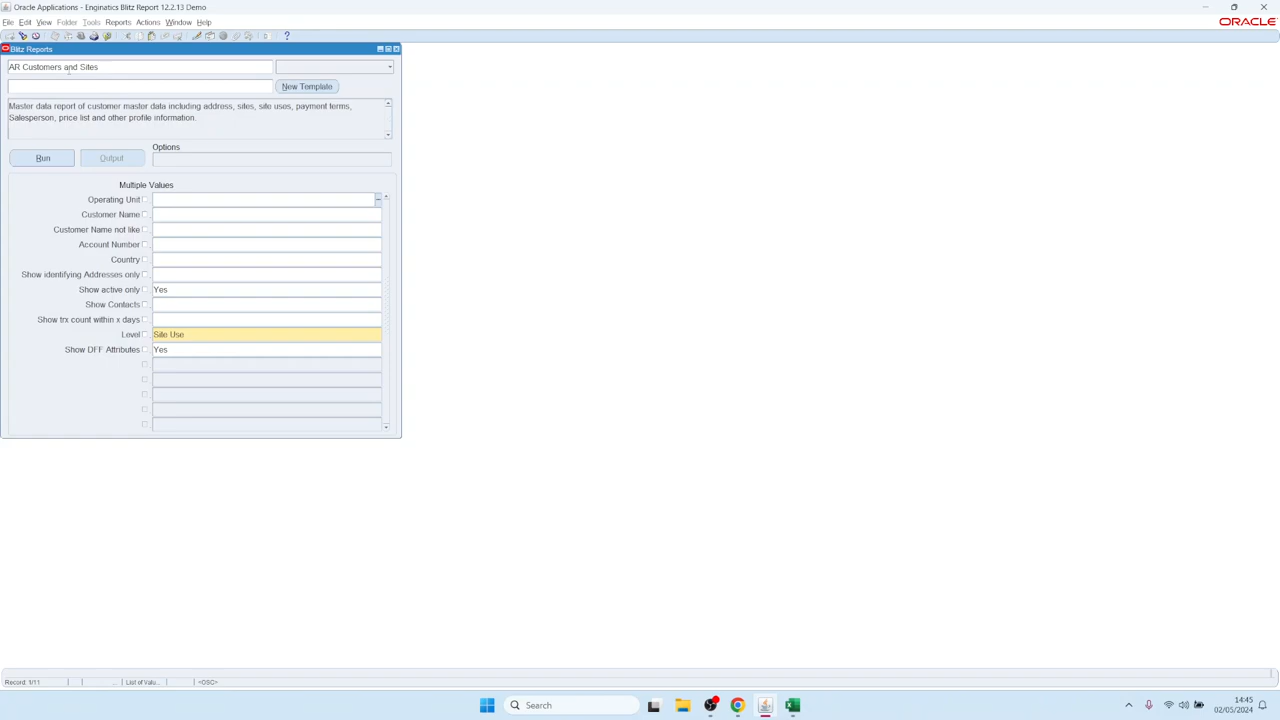 Oracle Applications - Enginatics Blitz Report 12.2.13 Demo
File Edit View Folder Tools Reports Actions Window Help
ORACLE
Blitz Reports
AR Customers and Sites
New Template
Master data report of customer master data including address, sites, site uses, payment terms,
Salesperson, price list and other profile information.
Options
Run Output
Multiple Values
Operating Unit
Customer Name
Customer Name not like
Account Number
Country
Show identifying Addresses only
Show active only Yes
Show Contacts
Show trx count within x days
Level Site Use
Show DFF Attributes Yes
Record: 1/11 ... List of Valu... <OSC>
Search
14:45
02/05/2024